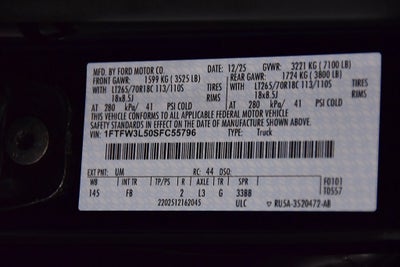 MFD. BY FORD MOTOR CO. DATE: 12/25 GVWR: 3221 KG ( 7100 LB)
FRONT GAWR: 1599 KG ( 3525 LB) REAR GAWR: 1724 KG ( 3800 LB)
LT265/70R18C 113/110S TIRES LT265/70R18C 113/110S TIRES
18x8.5J RIMS 18x8.5J RIMS
AT 280 kPa/ 41 PSI COLD AT 280 kPa/ 41 PSI COLD
THIS VEHICLE CONFORMS TO ALL APPLICABLE FEDERAL MOTOR VEHICLE
SAFETY STANDARDS IN EFFECT ON THE DATE OF MANUFACTURE SHOWN ABOVE.
VIN: 1FTFW3L50SFC55796 TYPE: Truck
EXT PNT: UM RC: 44 DSO: F0101
WB INT TR TP/PS R AXLE TR SPR T0557
145 FB 2 L3 G 33BB
2202512162045 ULC RU5A-3520472-AB